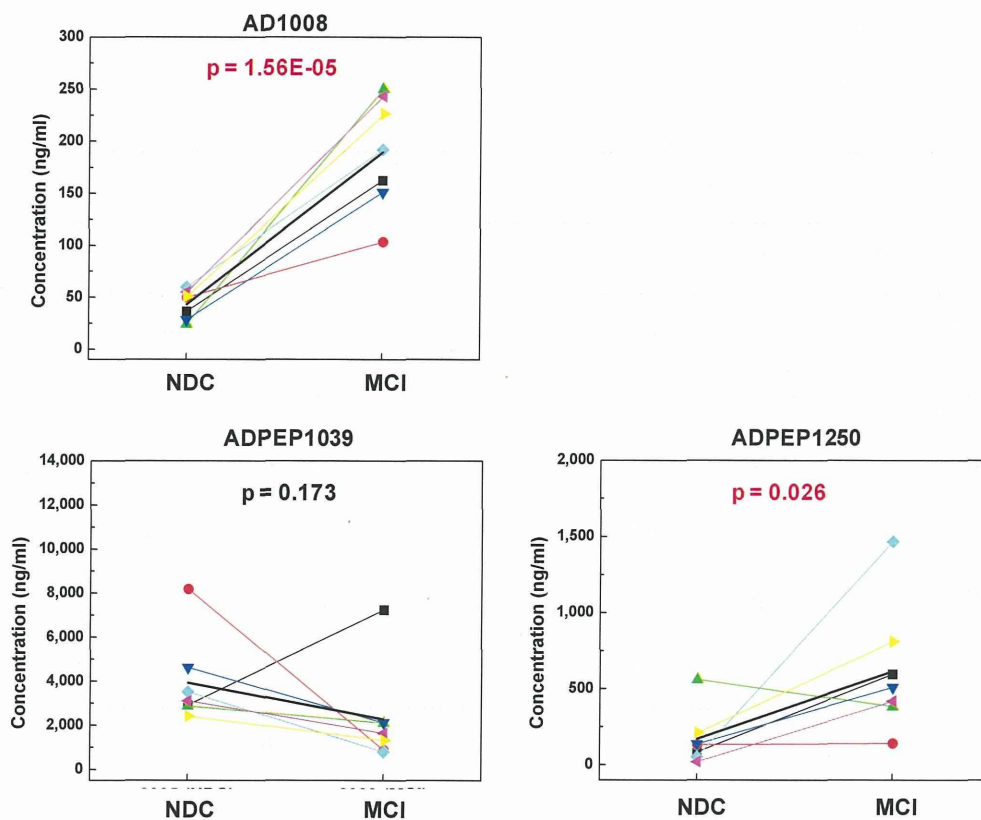 AD1008
300
250
200
150
100
50
0
Concentration (ng/ml)
p = 1.56E-05
NDC MCI
ADPEP1039
14,000
12,000
10,000
8,000
6,000
4,000
2,000
0
Concentration (ng/ml)
p = 0.173
NDC MCI
ADPEP1250
2,000
1,500
1,000
500
0
Concentration (ng/ml)
p = 0.026
NDC MCI